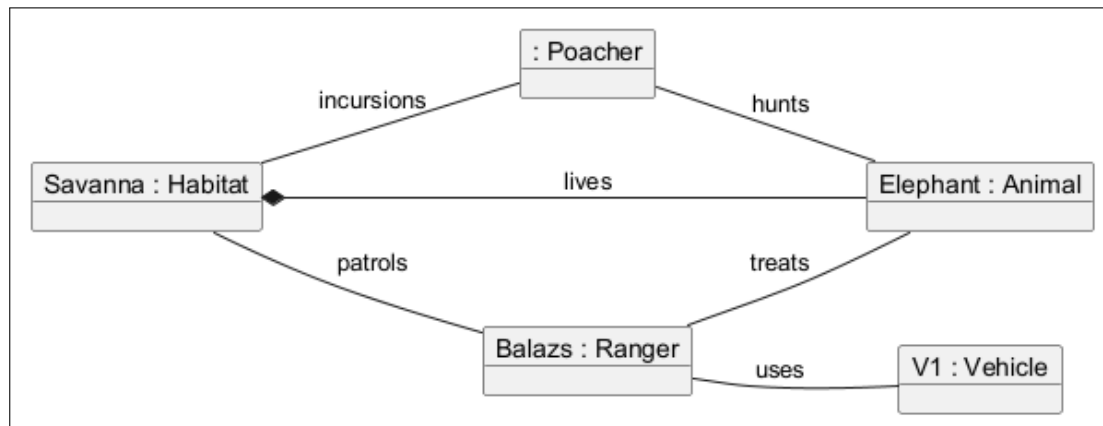 : Poacher
incursions
hunts
Savanna : Habitat
lives
Elephant : Animal
patrols
treats
Balazs : Ranger
uses
V1 : Vehicle